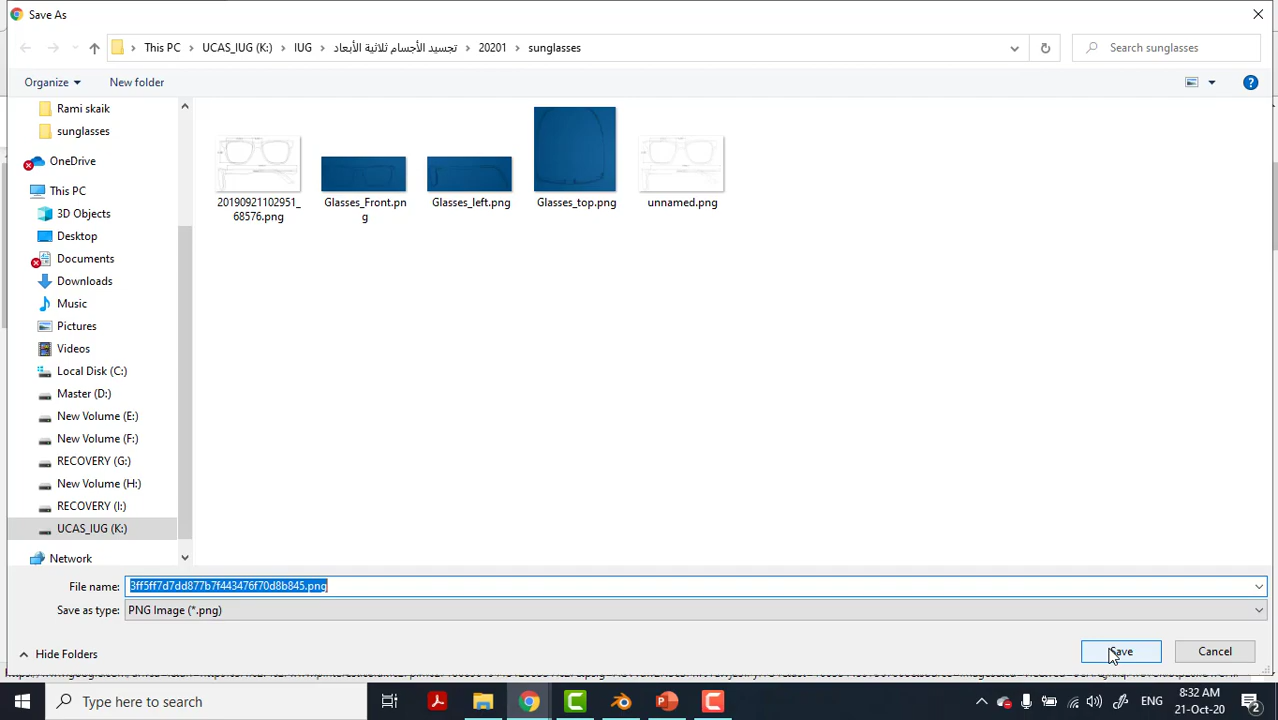 Save As
This PC
UCAS_IUG (K:)
IUG
تجسيد الأجسام ثلاثية الأبعاد
20201
sunglasses
Search sunglasses
Organize
New folder
Rami skaik
sunglasses
OneDrive
This PC
3D Objects
Desktop
Documents
Downloads
Music
Pictures
Videos
Local Disk (C:)
Master (D:)
New Volume (E:)
New Volume (F:)
RECOVERY (G:)
New Volume (H:)
RECOVERY (I:)
UCAS_IUG (K:)
Network
20190921102951_
68576.png
Glasses_Front.pn
g
Glasses_left.png
Glasses_top.png
unnamed.png
File name: 3ff5ff7d7dd877b7f443476f70d8b845.png
Save as type: PNG Image (*.png)
Hide Folders
Save
Cancel
Type here to search
ENG
8:32 AM
21-Oct-20
2